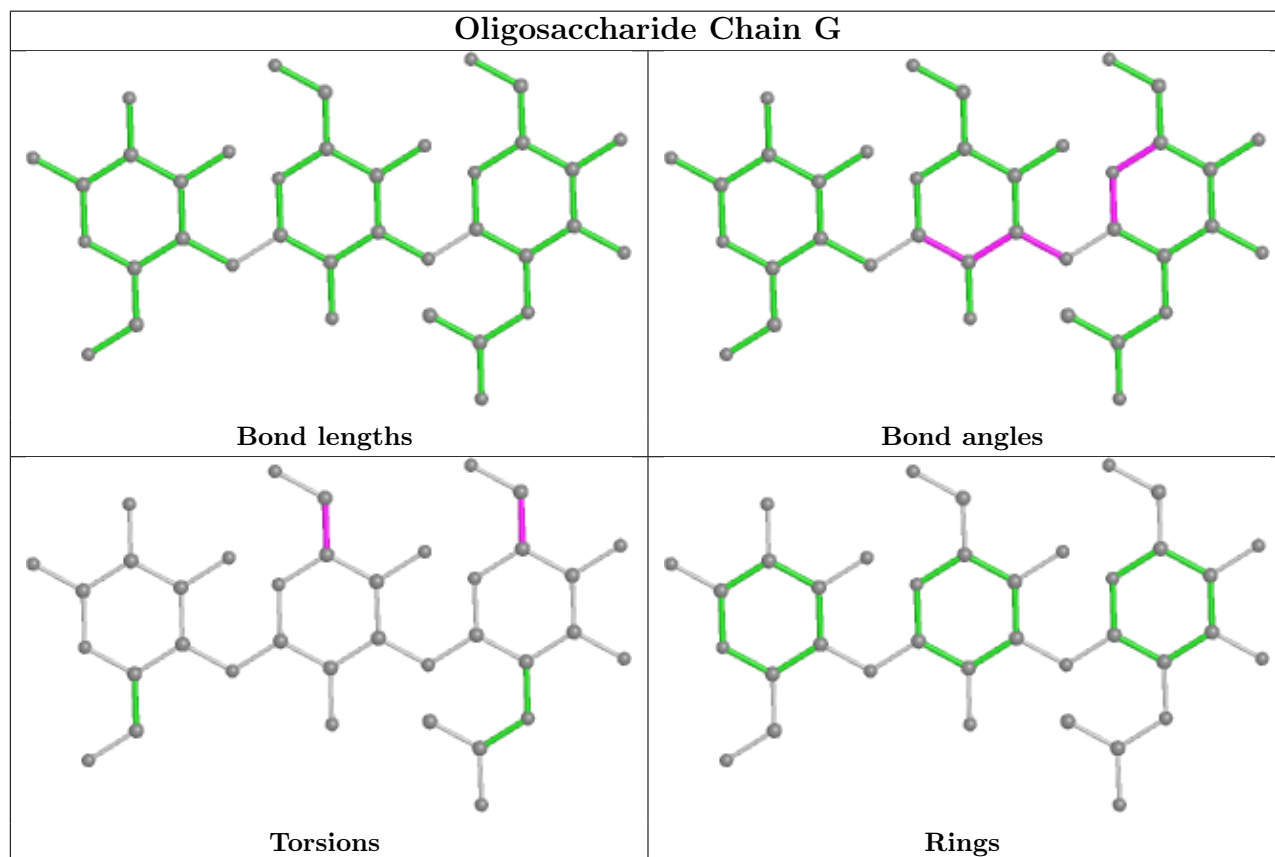 Oligosaccharide Chain G
Bond lengths
Bond angles
Torsions
Rings